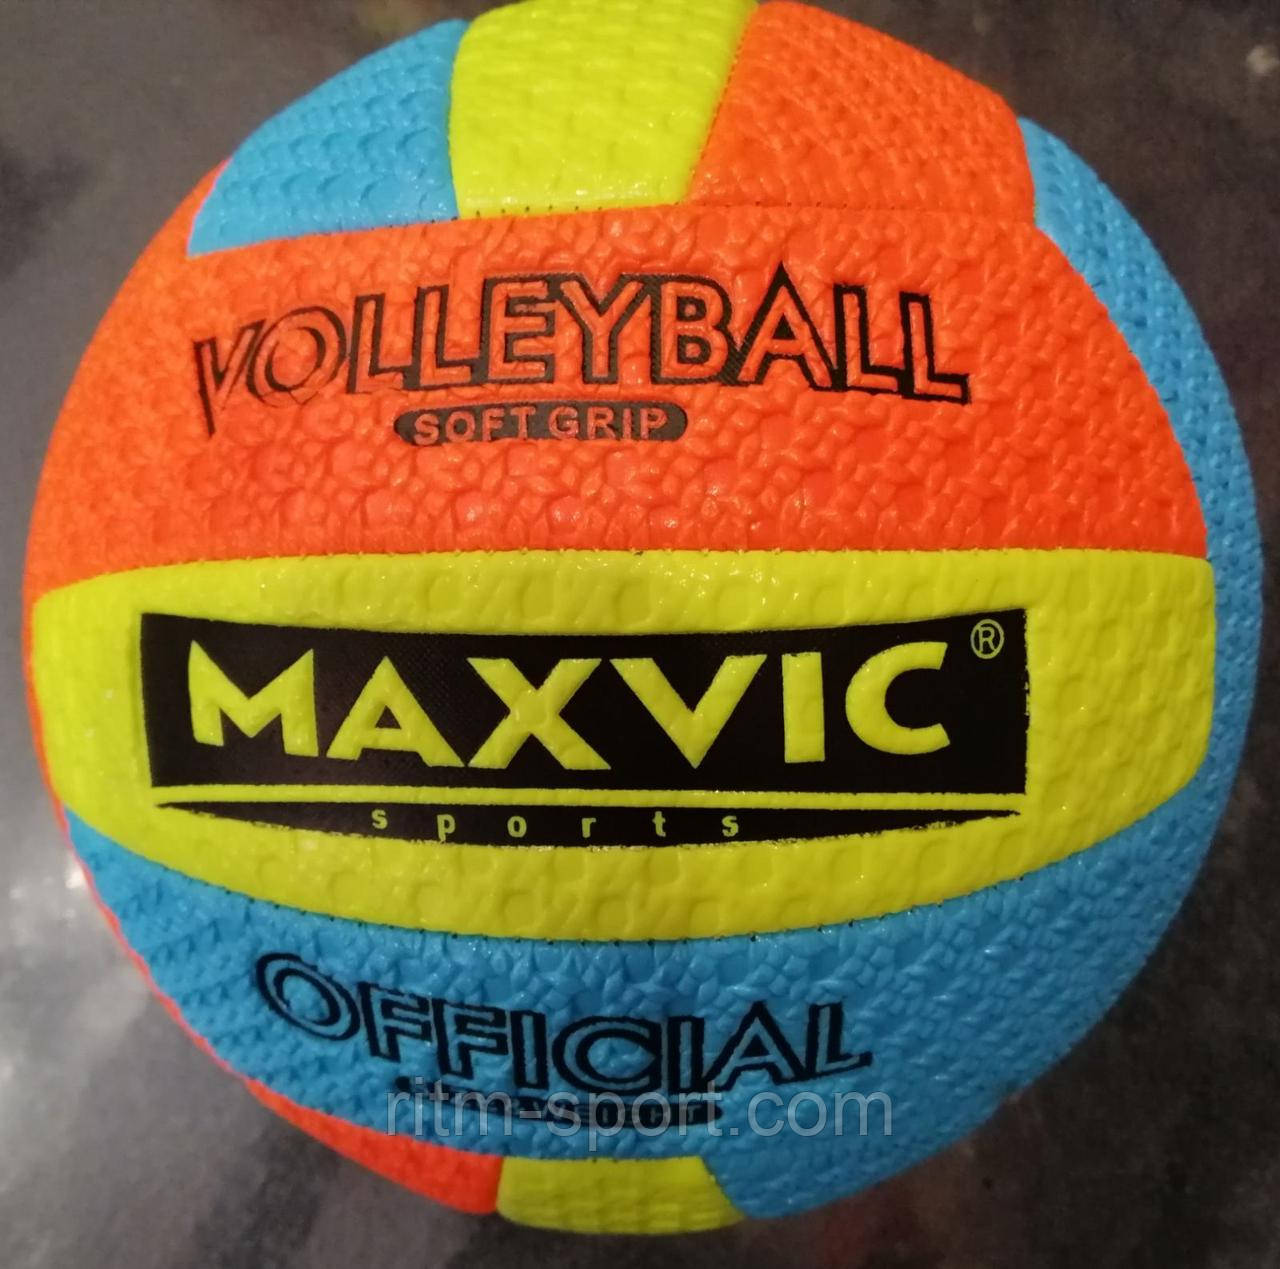 VOLLEYBALL
SOFT GRIP
MAXVIC®
sports
OFFICIAL
ritm-sport.com